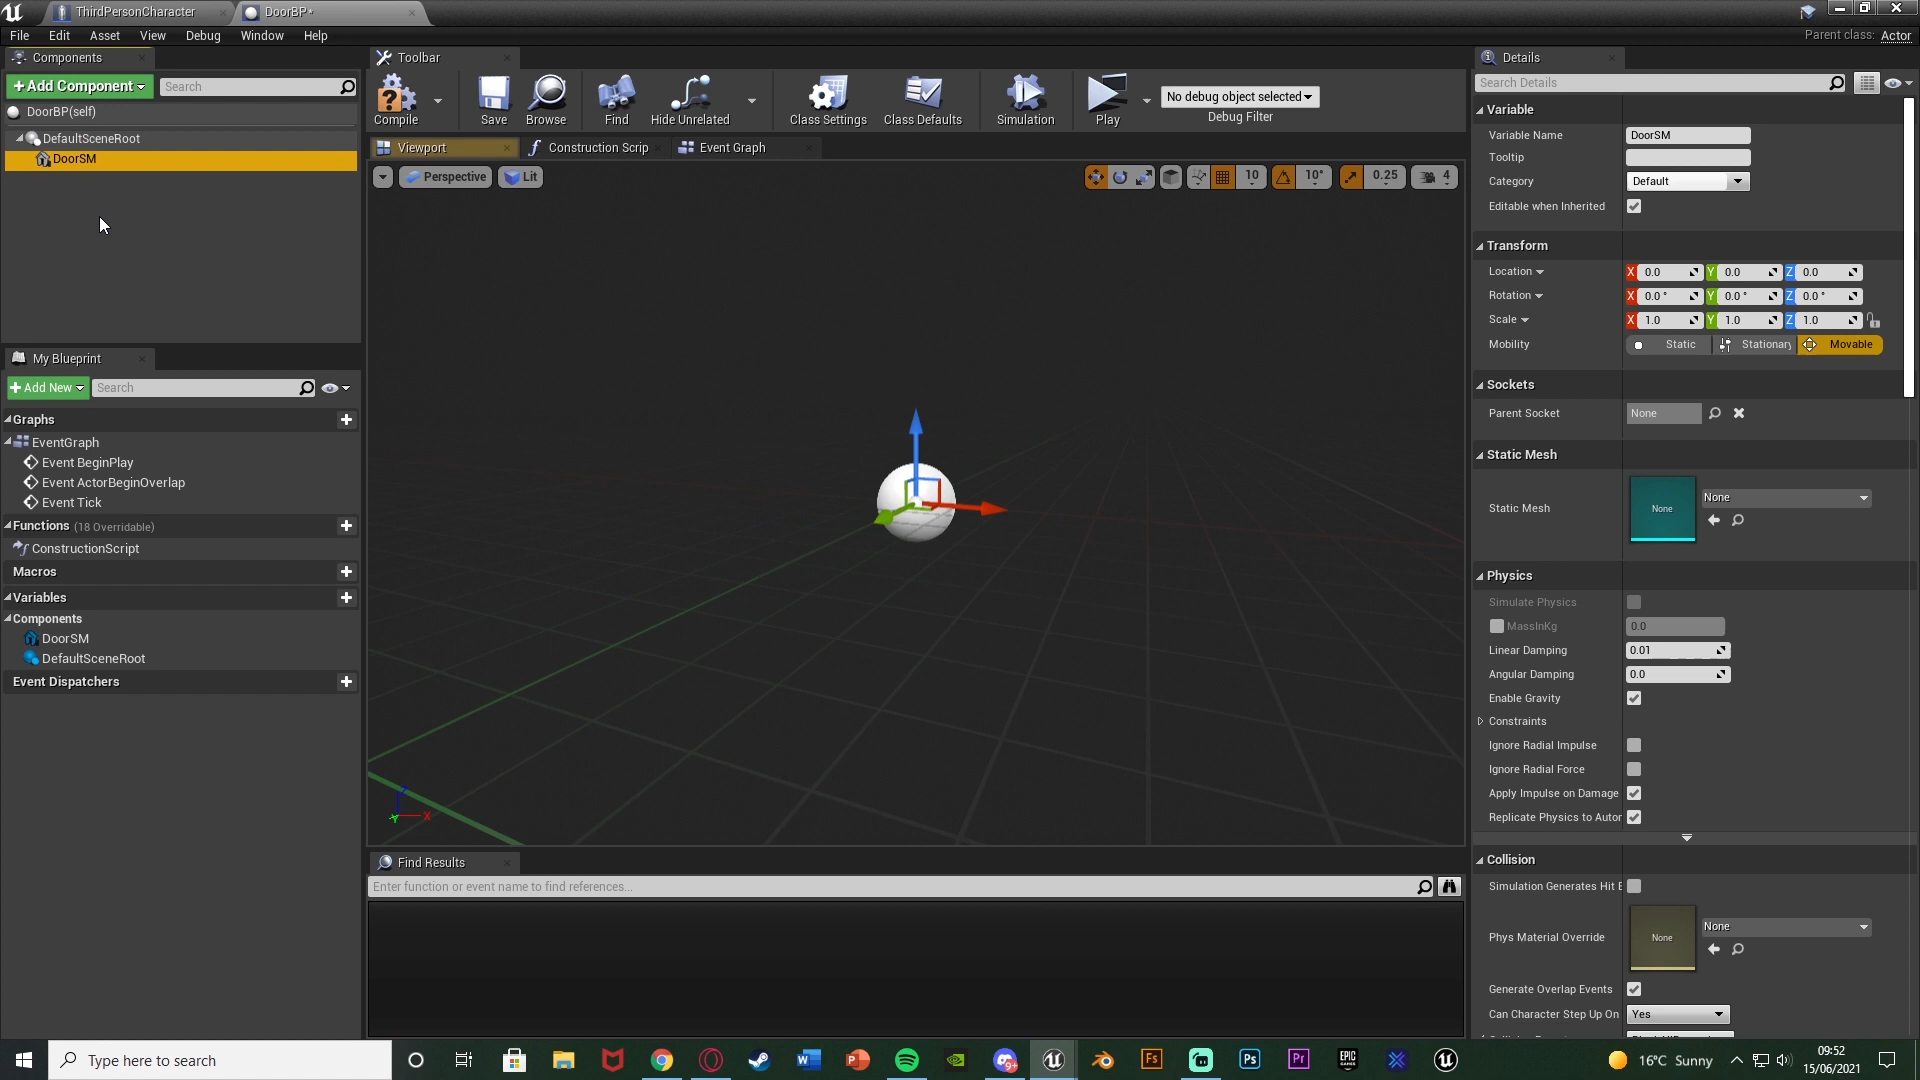 ThirdPersonCharacter
DoorBP*
File Edit Asset View Debug Window Help
Parent class: Actor
Components
+Add Component
Search
DoorBP(self)
DefaultSceneRoot
DoorSM
My Blueprint
+Add New
Search
Graphs
EventGraph
Event BeginPlay
Event ActorBeginOverlap
Event Tick
Functions (18 Overridable)
ConstructionScript
Macros
Variables
Components
DoorSM
DefaultSceneRoot
Event Dispatchers
Toolbar
Compile
Save
Browse
Find
Hide Unrelated
Class Settings
Class Defaults
Simulation
Play
No debug object selected
Debug Filter
Viewport
Construction Scrip
Event Graph
Perspective
Lit
10
10°
0.25
4
Z
X
Y
Find Results
Enter function or event name to find references...
Details
Search Details
Variable
Variable Name DoorSM
Tooltip
Category Default
Editable when Inherited
Transform
Location X 0.0 Y 0.0 Z 0.0
Rotation X 0.0 ° Y 0.0 ° Z 0.0 °
Scale X 1.0 Y 1.0 Z 1.0
Mobility Static Stationary Movable
Sockets
Parent Socket None
Static Mesh
Static Mesh None None
Physics
Simulate Physics
MassInKg 0.0
Linear Damping 0.01
Angular Damping 0.0
Enable Gravity
Constraints
Ignore Radial Impulse
Ignore Radial Force
Apply Impulse on Damage
Replicate Physics to Autor
Collision
Simulation Generates Hit E
Phys Material Override None None
Generate Overlap Events
Can Character Step Up On Yes
Type here to search
16°C Sunny
09:52
15/06/2021